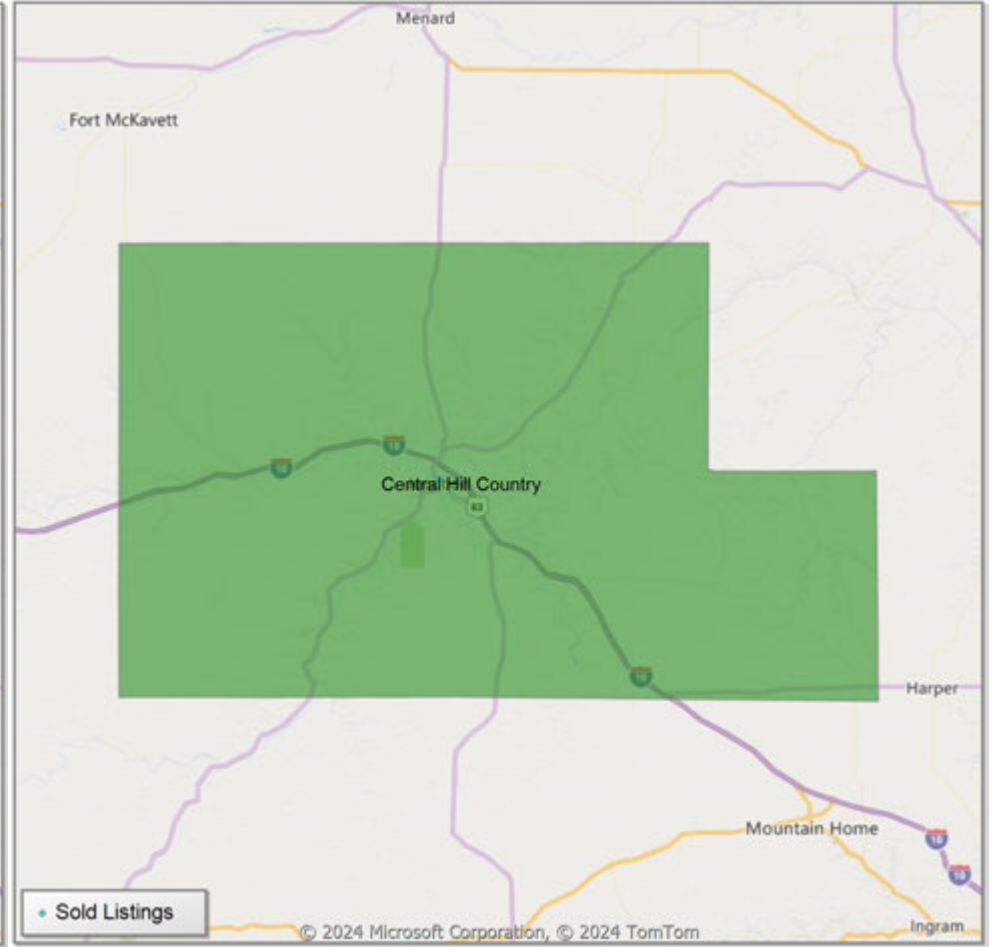 Menard
Fort McKavett
10
10
Central Hill Country
83
10
Harper
Mountain Home
10
10
Sold Listings
© 2024 Microsoft Corporation, © 2024 TomTom
Ingram